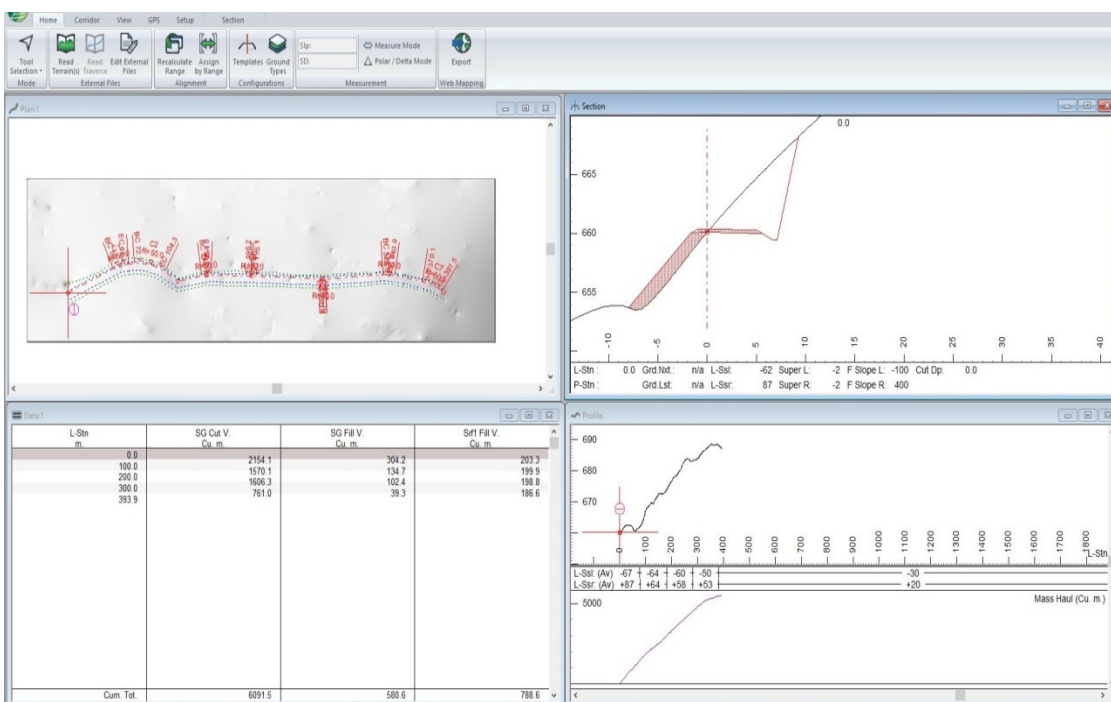 Home Corridor View GPS Setup Section
Tool Selection
Read Terrain(s)
Read Traverse
Edit External Files
Recalculate Range
Assign by Range
Templates
Ground Types
Slp:
SD:
Measure Mode
Polar / Delta Mode
Export
Mode External Files Alignment Configurations Measurement Web Mapping
Plan:1
Section
0.0
665
660
655
-10 -5 0 5 10 15 20 25 30 35 40
L-Stn : 0.0 Grd.Nxt.: n/a L-Ssl: -62 Super L: -2 F Slope L: -100 Cut Dp: 0.0
P-Stn : Grd.Lst: n/a L-Ssr: 87 Super R: -2 F Slope R: 400
Data:1
L-Stn SG Cut V. SG Fill V. Srf1 Fill V.
m. Cu. m. Cu. m. Cu. m.
0.0
2154.1 304.2 203.3
100.0
1570.1 134.7 199.9
200.0
1606.3 102.4 198.8
300.0
761.0 39.3 186.6
393.9
Cum. Tot. 6091.5 580.6 788.6
Profile
690
680
670
0 100 200 300 400 500 600 700 800 900 1000 1100 1200 1300 1400 1500 1600 1700 1800
L-Stn
L-Ssl: (Av) -67 -64 -60 -50 -30
L-Ssr: (Av) +87 +64 +58 +53 +20
5000
Mass Haul (Cu. m.)